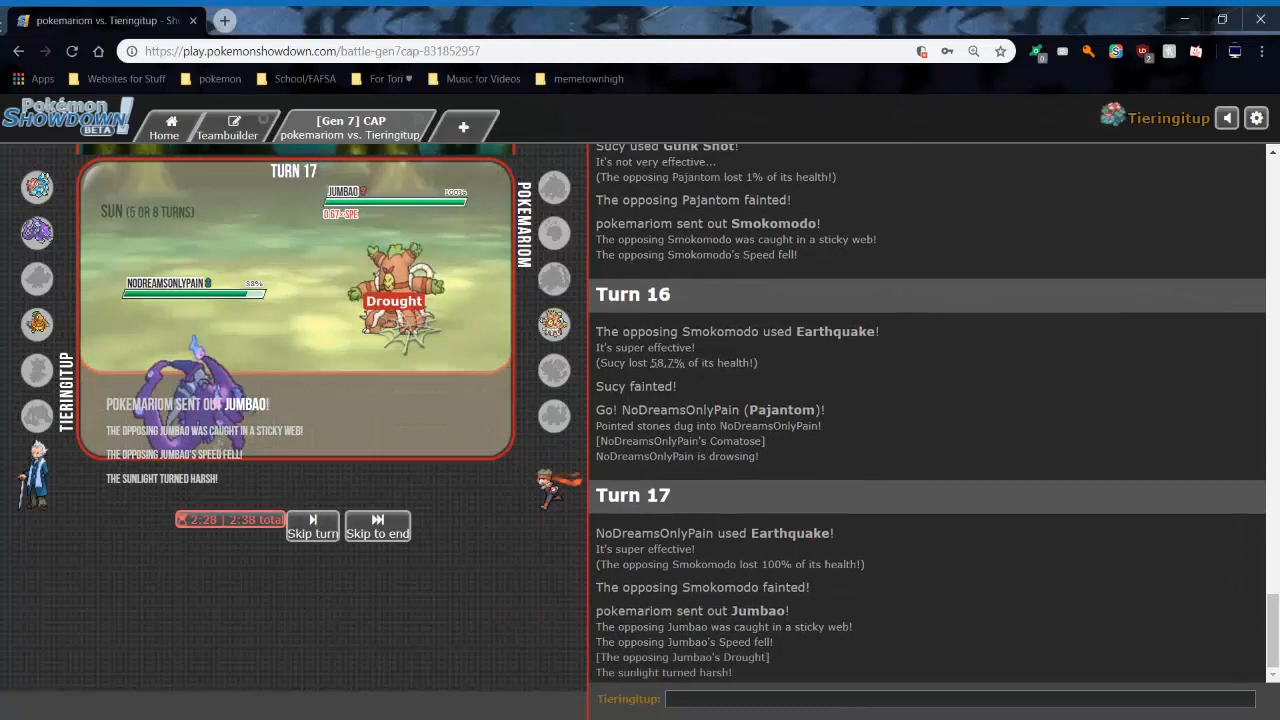 pokemariom vs. Tieringitup - Sho
https://play.pokemonshowdown.com/battle-gen7cap-831852957
0
2
Apps
Websites for Stuff
pokemon
School/FAFSA
For Tori ♥
Music for Videos
memetownhigh
Pokémon
SHOWDOWN!
BETA
Home
Teambuilder
[Gen 7] CAP
pokemariom vs. Tieringitup
Tieringitup
TURN 17
SUN (5 OR 8 TURNS)
JUMBAO
100%
0.67× SPE
NODREAMSONLYPAIN
88%
Drought
POKEMARIOM
TIERINGITUP
POKEMARIOM SENT OUT JUMBAO!
THE OPPOSING JUMBAO WAS CAUGHT IN A STICKY WEB!
THE OPPOSING JUMBAO'S SPEED FELL!
THE SUNLIGHT TURNED HARSH!
2:28 | 2:38 total
Skip turn
Skip to end
Sucy used Gunk Shot!
It's not very effective...
(The opposing Pajantom lost 1% of its health!)
The opposing Pajantom fainted!
pokemariom sent out Smokomodo!
The opposing Smokomodo was caught in a sticky web!
The opposing Smokomodo's Speed fell!
Turn 16
The opposing Smokomodo used Earthquake!
It's super effective!
(Sucy lost 58.7% of its health!)
Sucy fainted!
Go! NoDreamsOnlyPain (Pajantom)!
Pointed stones dug into NoDreamsOnlyPain!
[NoDreamsOnlyPain's Comatose]
NoDreamsOnlyPain is drowsing!
Turn 17
NoDreamsOnlyPain used Earthquake!
It's super effective!
(The opposing Smokomodo lost 100% of its health!)
The opposing Smokomodo fainted!
pokemariom sent out Jumbao!
The opposing Jumbao was caught in a sticky web!
The opposing Jumbao's Speed fell!
[The opposing Jumbao's Drought]
The sunlight turned harsh!
Tieringitup: